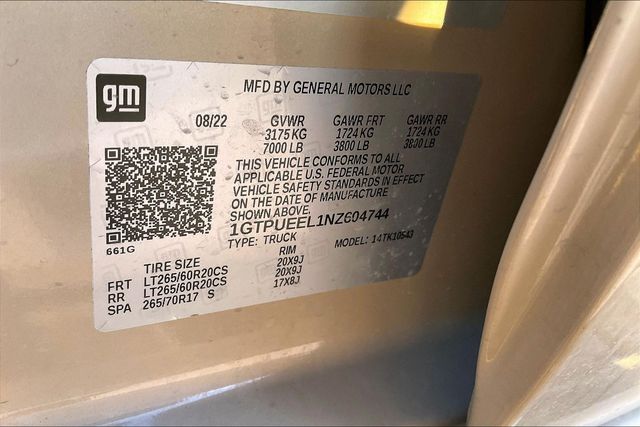 gm
MFD BY GENERAL MOTORS LLC
08/22 GVWR GAWR FRT GAWR RR
3175 KG 1724 KG 1724 KG
7000 LB 3800 LB 3800 LB
THIS VEHICLE CONFORMS TO ALL
APPLICABLE U.S. FEDERAL MOTOR
VEHICLE SAFETY STANDARDS IN EFFECT
ON THE DATE OF MANUFACTURE
SHOWN ABOVE.
1GTPUEEL1NZ604744
661G
TYPE: TRUCK MODEL: 14TK10543
TIRE SIZE RIM
FRT LT265/60R20CS 20X9J
RR LT265/60R20CS 20X9J
SPA 265/70R17 S 17X8J